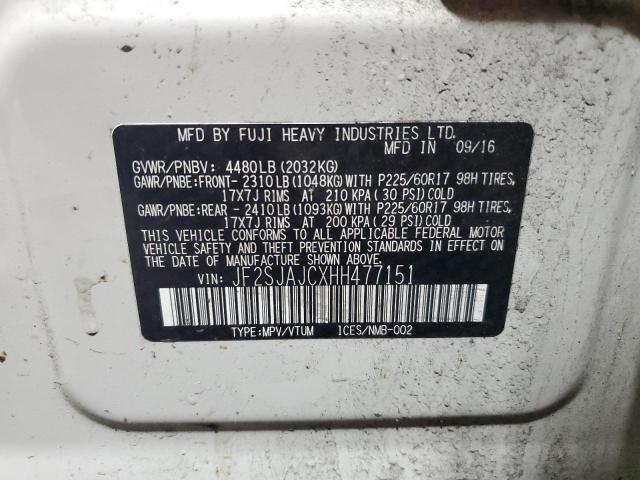 MFD BY FUJI HEAVY INDUSTRIES LTD.
MFD IN 09/16
GVWR/PNBV: 4480LB(2032KG)
GAWR/PNBE:FRONT- 2310LB(1048KG)WITH P225/60R17 98H TIRES,
17X7J RIMS AT 210 KPA(30 PSI)COLD
GAWR/PNBE:REAR - 2410LB(1093KG)WITH P225/60R17 98H TIRES,
17X7J RIMS AT 200 KPA(29 PSI)COLD
THIS VEHICLE CONFORMS TO ALL APPLICABLE FEDERAL MOTOR
VEHICLE SAFETY AND THEFT PREVENTION STANDARDS IN EFFECT
ON THE DATE OF MANUFACTURE SHOWN ABOVE.
VIN: JF2SJAJCXHH477151
TYPE:MPV/VTUM ICES/NMB-002